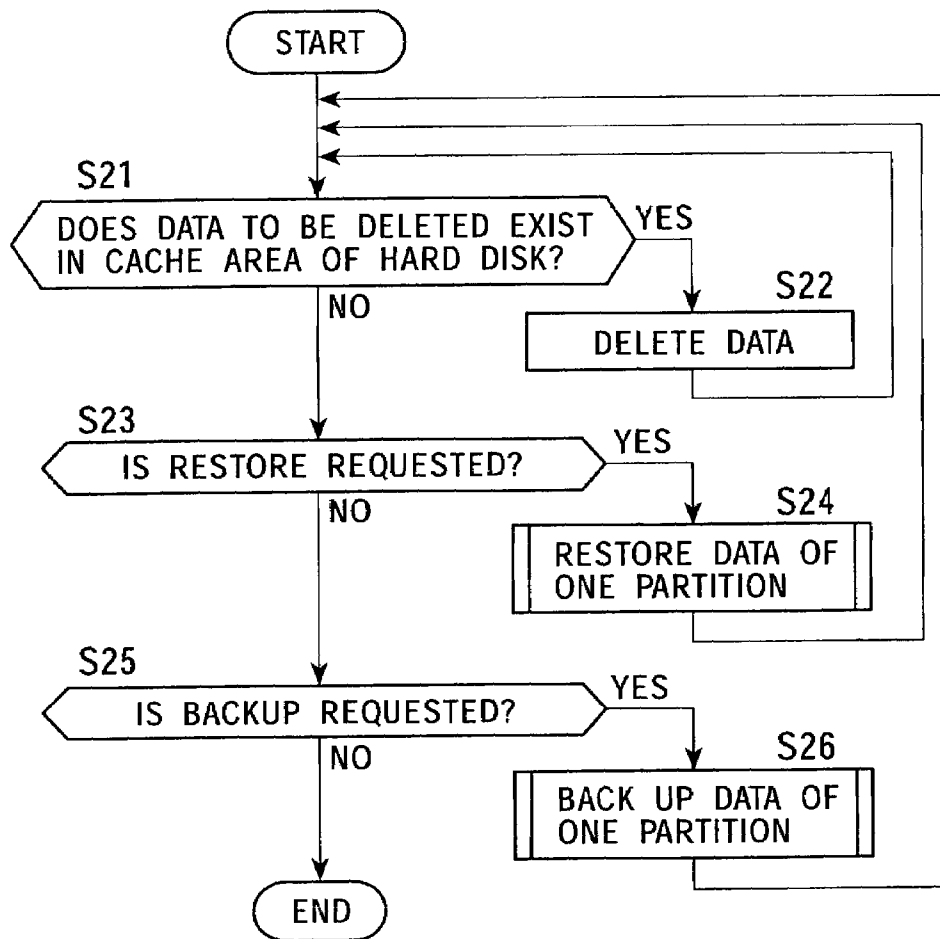 START
S21
DOES DATA TO BE DELETED EXIST
IN CACHE AREA OF HARD DISK?
YES
NO
S22
DELETE DATA
S23
IS RESTORE REQUESTED?
YES
NO
S24
RESTORE DATA OF
ONE PARTITION
S25
IS BACKUP REQUESTED?
YES
NO
S26
BACK UP DATA OF
ONE PARTITION
END